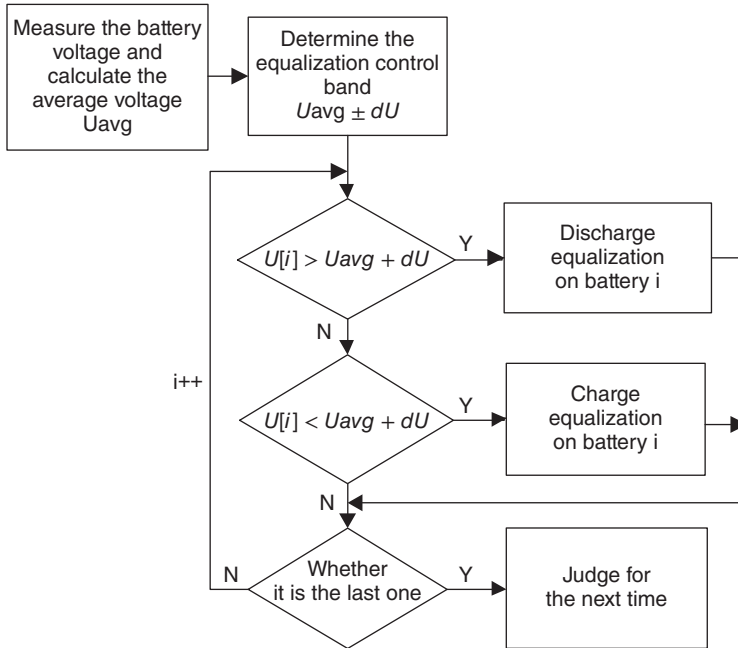 Measure the battery
voltage and
calculate the
average voltage
Uavg
Determine the
equalization control
band
Uavg ± dU
U[i] > Uavg + dU
Y
Discharge
equalization
on battery i
N
i++
U[i] < Uavg + dU
Y
Charge
equalization
on battery i
N
N
Whether
it is the last one
Y
Judge for
the next time